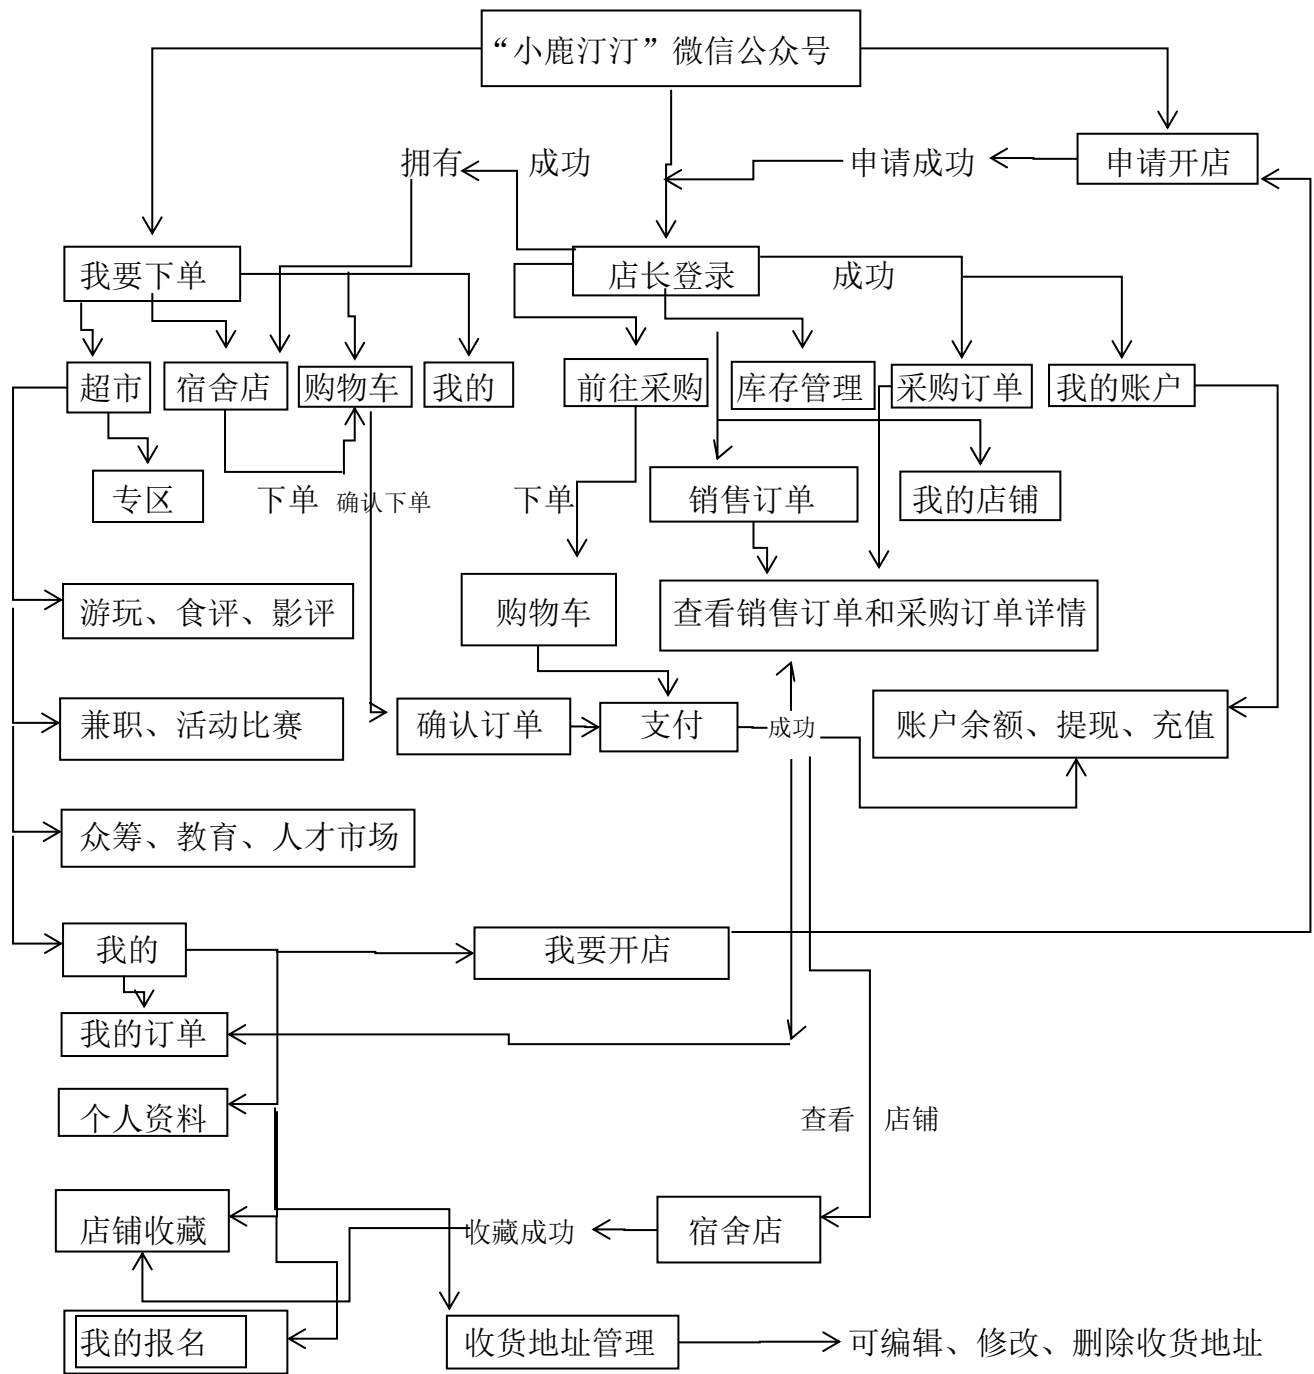 “小鹿汀汀”微信公众号
拥有
成功
申请成功
申请开店
我要下单
店长登录
成功
超市
宿舍店
购物车
我的
前往采购
库存管理
采购订单
我的账户
专区
下单
确认下单
下单
销售订单
我的店铺
游玩、食评、影评
购物车
查看销售订单和采购订单详情
兼职、活动比赛
确认订单
支付
成功
账户余额、提现、充值
众筹、教育、人才市场
我的
我要开店
我的订单
个人资料
查看
店铺
店铺收藏
收藏成功
宿舍店
我的报名
收货地址管理
可编辑、修改、删除收货地址